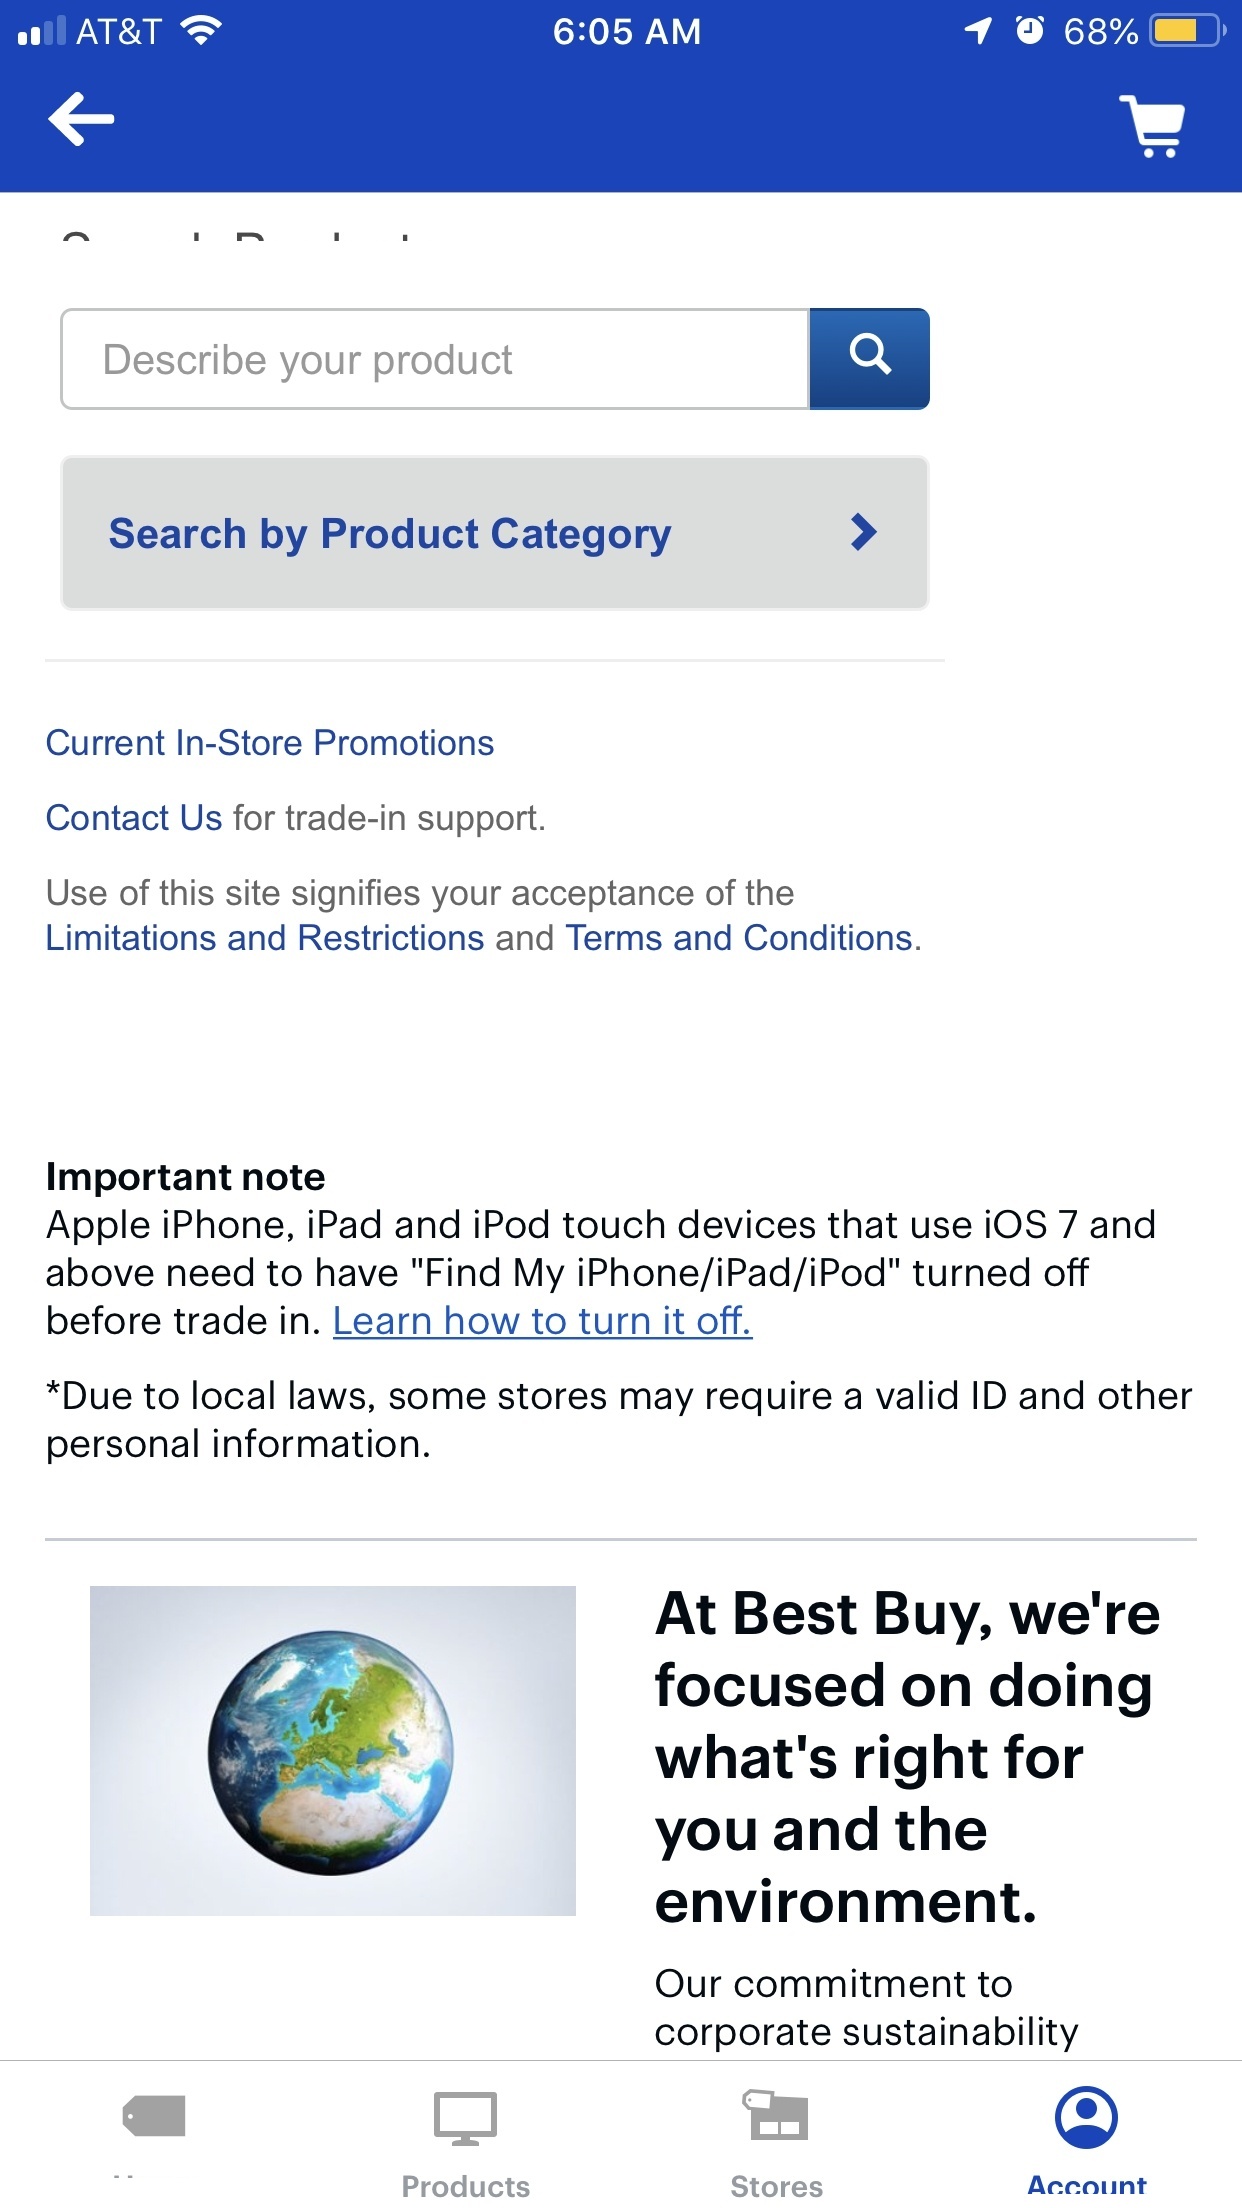 AT&T
6:05 AM
68%
Describe your product
Search by Product Category
Current In-Store Promotions
Contact Us for trade-in support.
Use of this site signifies your acceptance of the
Limitations and Restrictions and Terms and Conditions.
Important note
Apple iPhone, iPad and iPod touch devices that use iOS 7 and
above need to have "Find My iPhone/iPad/iPod" turned off
before trade in. Learn how to turn it off.
*Due to local laws, some stores may require a valid ID and other
personal information.
At Best Buy, we're
focused on doing
what's right for
you and the
environment.
Our commitment to
corporate sustainability
Products
Stores
Account